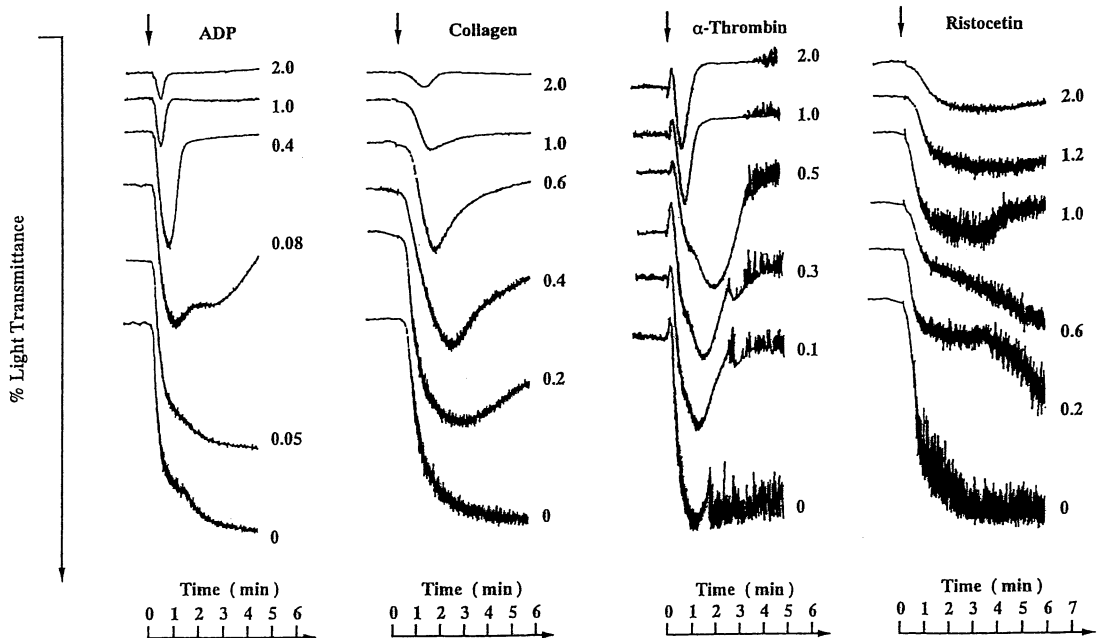 ADP
2.0
1.0
0.4
0.08
0.05
0
Time ( min)
0 1 2 3 4 5 6
Collagen
2.0
1.0
0.6
0.4
0.2
0
Time ( min)
0 1 2 3 4 5 6
α-Thrombin
2.0
1.0
0.5
0.3
0.1
0
Time ( min)
0 1 2 3 4 5 6
Ristocetin
2.0
1.2
1.0
0.6
0.2
0
Time ( min)
0 1 2 3 4 5 6 7
% Light Transmittance